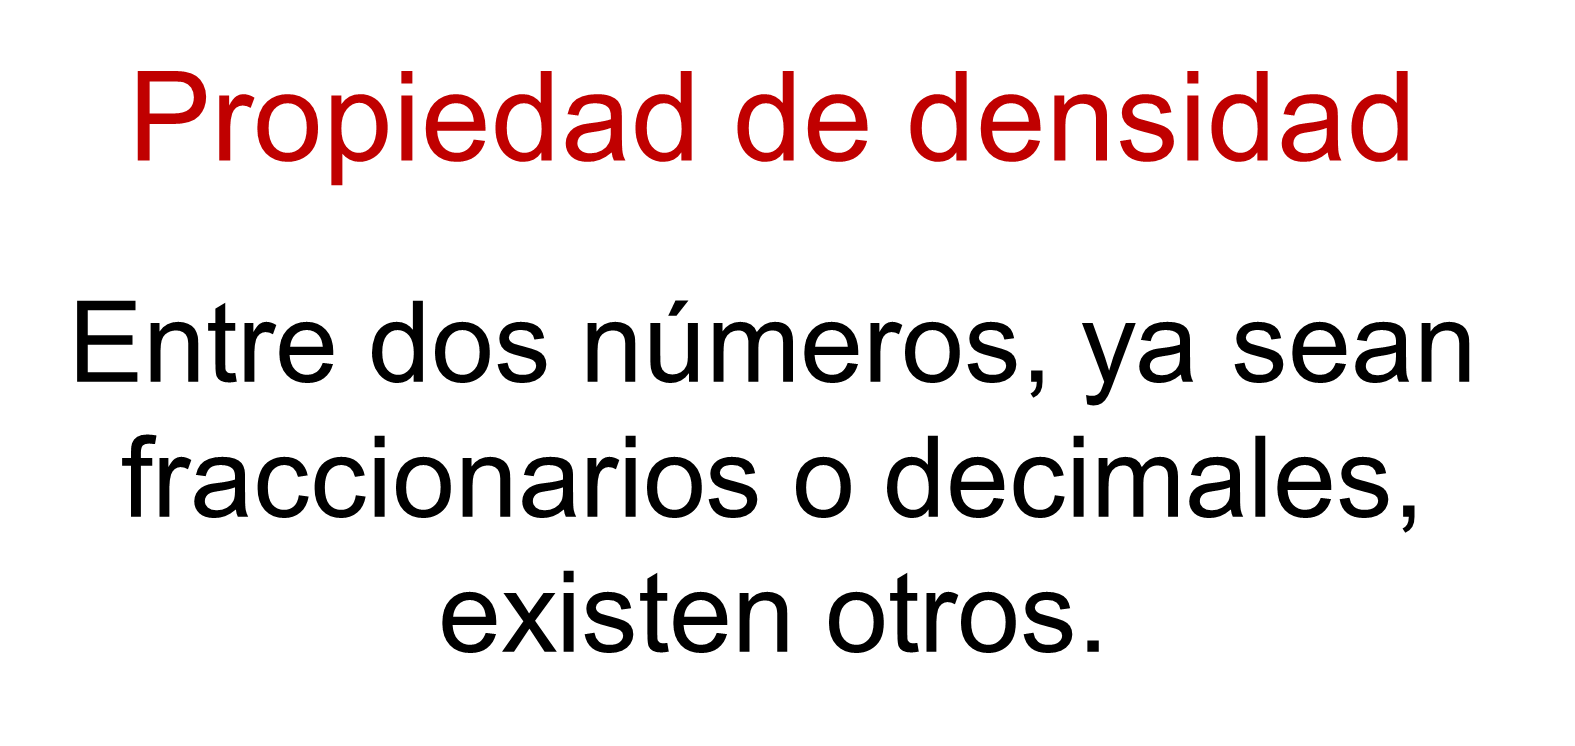 Propiedad de densidad
Entre dos números, ya sean
fraccionarios o decimales,
existen otros.